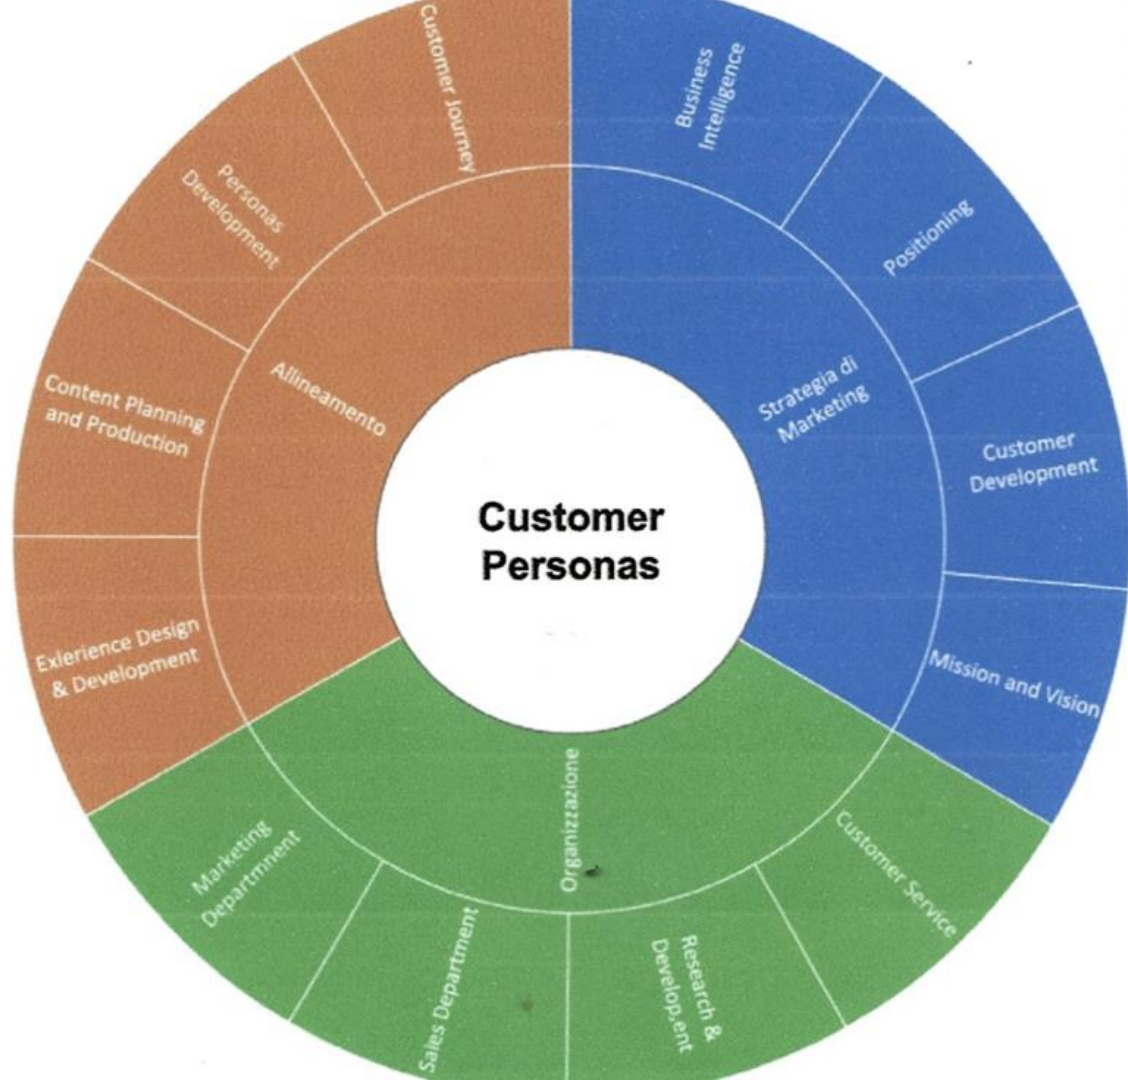 Customer Journey
Business
Intelligence
Personas
Development
Positioning
Content Planning
and Production
Allineamento
Strategia di
Marketing
Customer
Development
Customer
Personas
Exlerience Design
& Development
Mission and Vision
Organizzazione
Marketing
Departmnent
Customer Service
Sales Department
Research &
Develop,ent